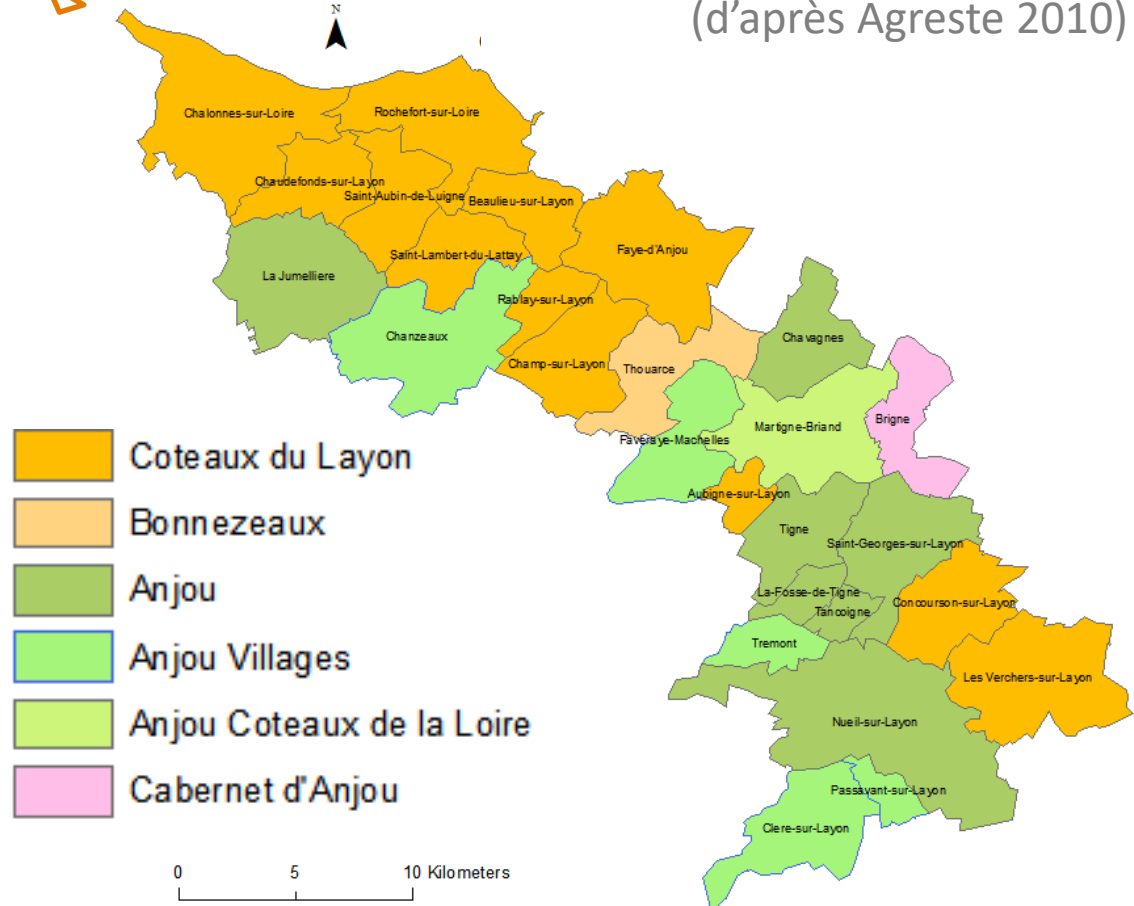 (d'après Agreste 2010)
N
Chalonnes-sur-Loire
Rochefort-sur-Loire
Chaudefonds-sur-Layon
Saint-Aubin-de-Luigne
Beaulieu-sur-Layon
Faye-d'Anjou
Saint-Lambert-du-Lattay
La Jumelliere
Rablay-sur-Layon
Chanzeaux
Chavagnes
Champ-sur-Layon
Thouarce
Brigne
Martigne-Briand
Faveraye-Machelles
Aubigne-sur-Layon
Tigne
Saint-Georges-sur-Layon
La-Fosse-de-Tigne
Concourson-sur-Layon
Tancoigne
Tremont
Les Verchers-sur-Layon
Nueil-sur-Layon
Passavant-sur-Layon
Clere-sur-Layon
Coteaux du Layon
Bonnezeaux
Anjou
Anjou Villages
Anjou Coteaux de la Loire
Cabernet d'Anjou
0 5 10 Kilometers